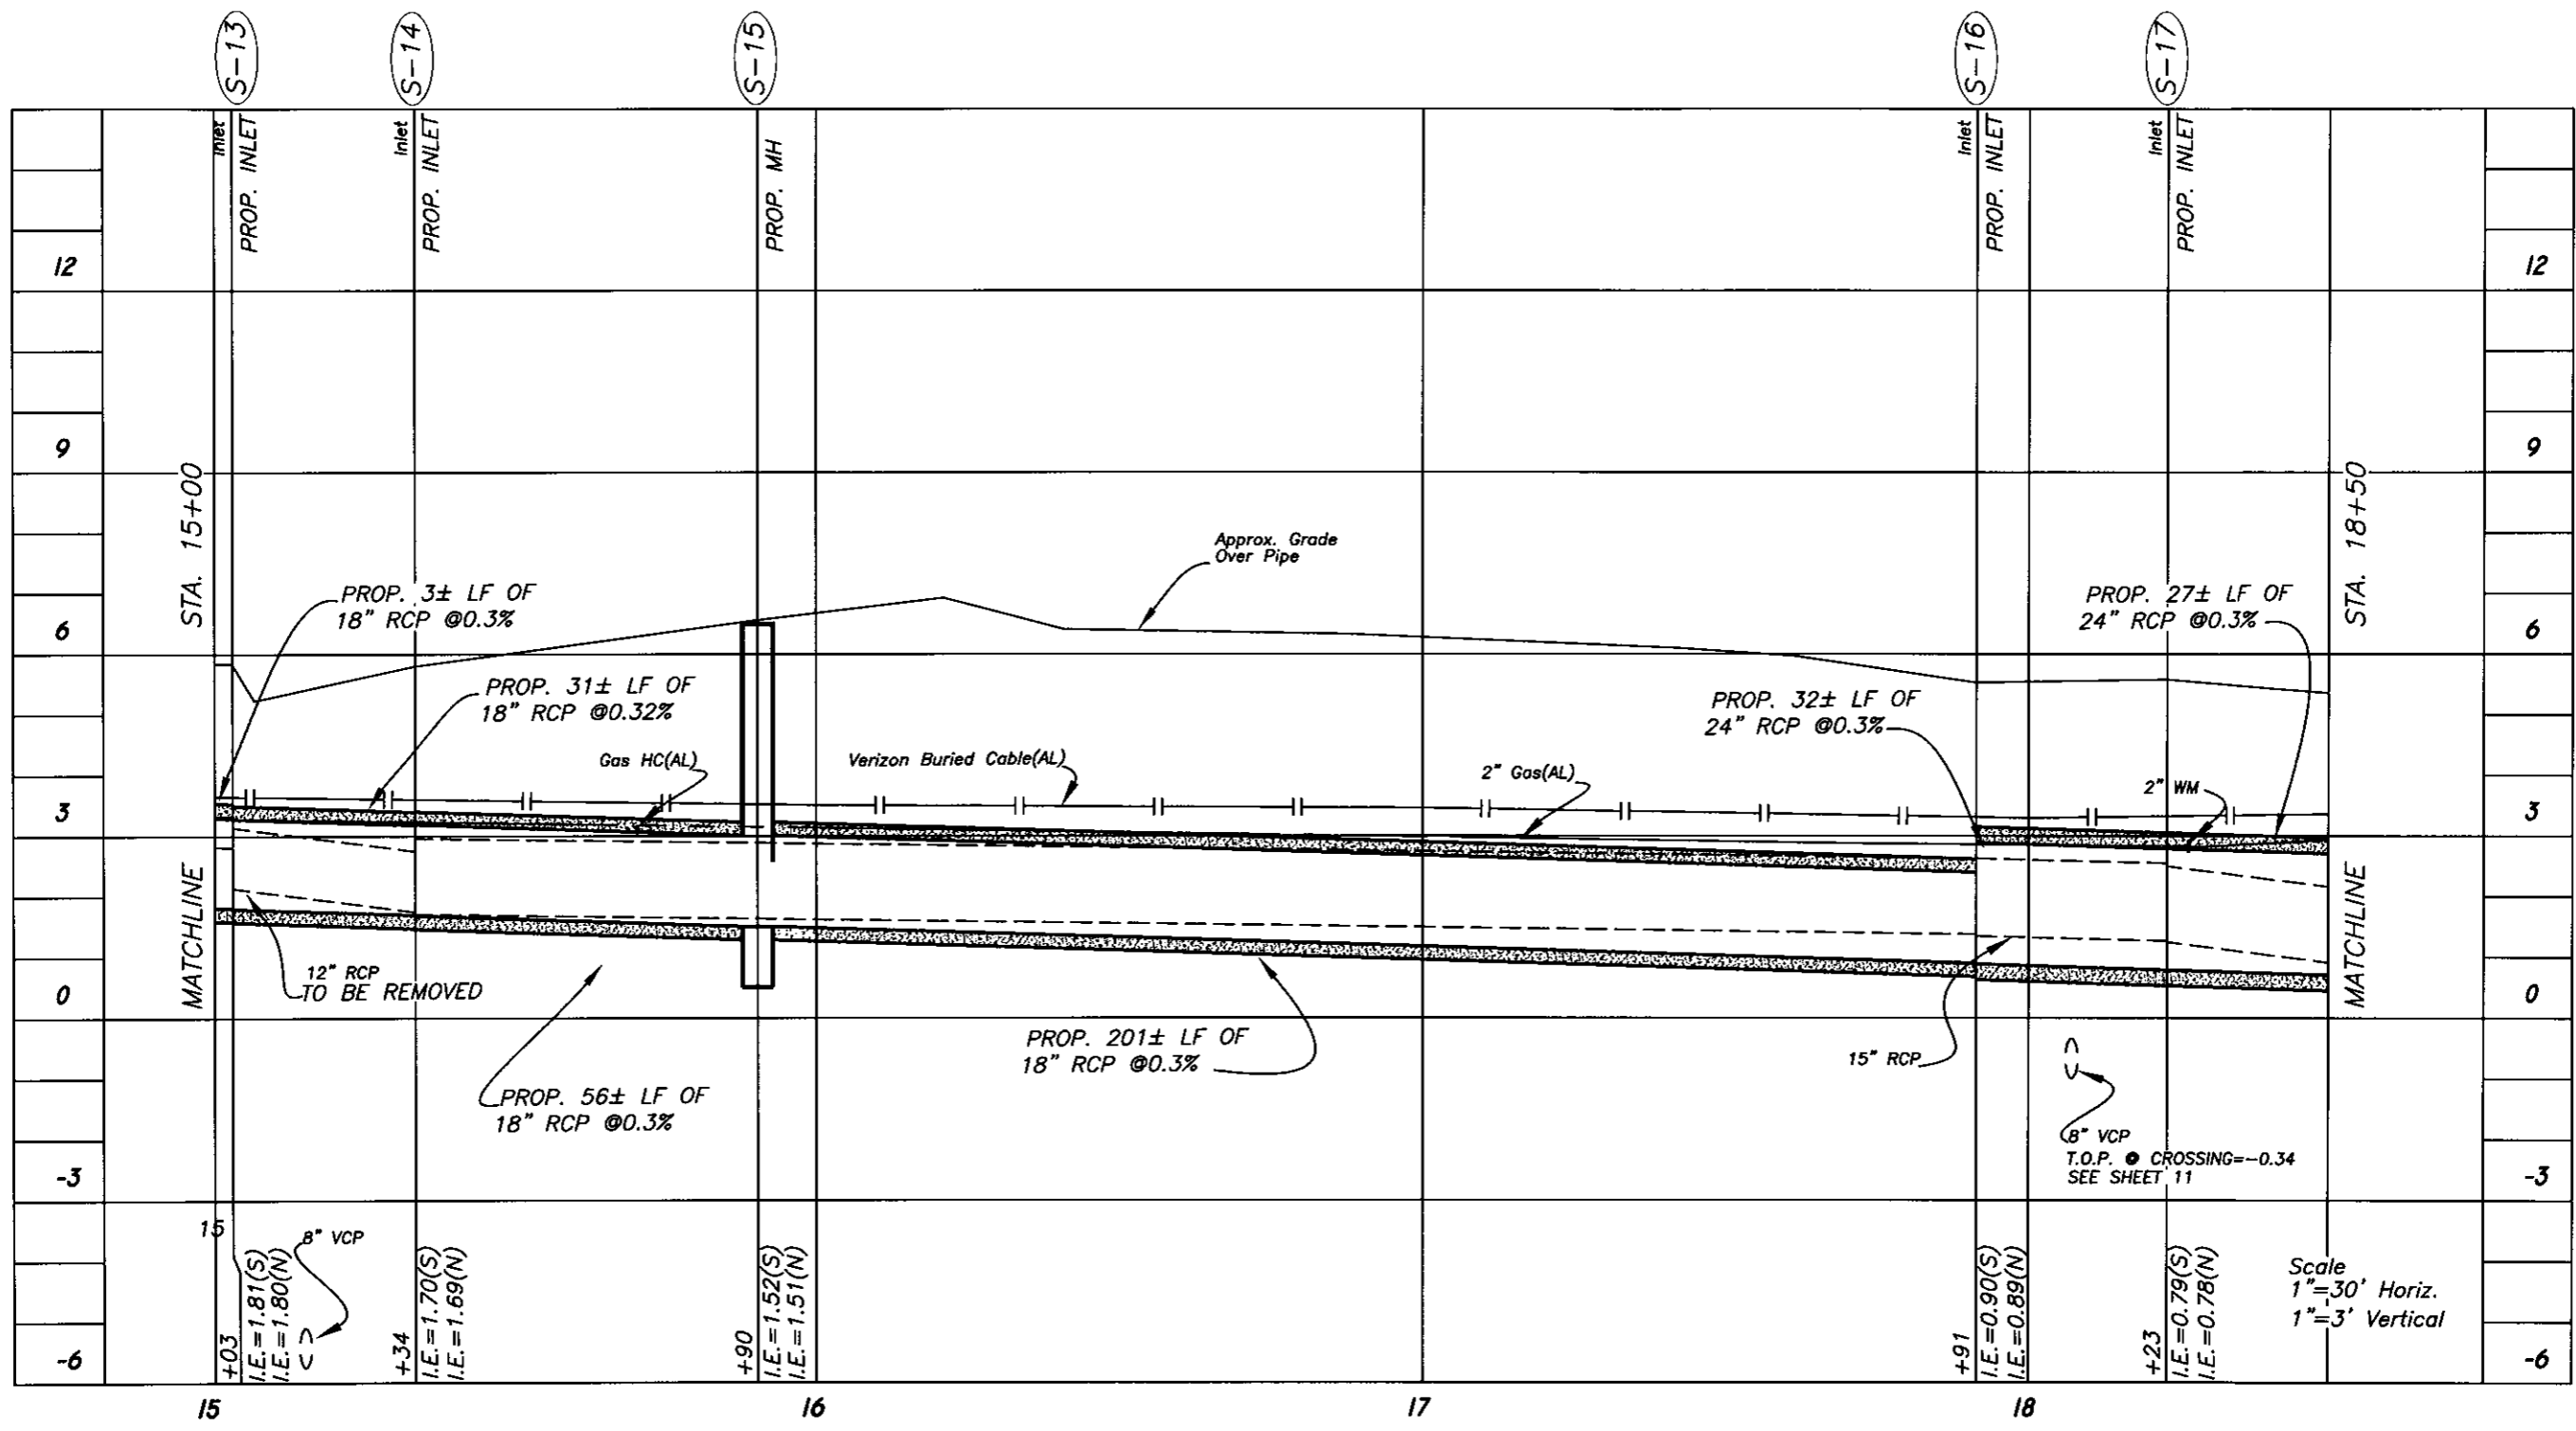 S-13
S-14
S-15
S-16
S-17
Inlet
PROP. INLET
Inlet
PROP. INLET
PROP. MH
Inlet
PROP. INLET
Inlet
PROP. INLET
12
12
9
9
STA. 15+00
STA. 18+50
Approx. Grade
Over Pipe
PROP. 3± LF OF
18" RCP @0.3%
PROP. 27± LF OF
24" RCP @0.3%
6
6
PROP. 31± LF OF
18" RCP @0.32%
PROP. 32± LF OF
24" RCP @0.3%
Gas HC(AL)
Verizon Buried Cable(AL)
2" Gas(AL)
2" WM
3
3
MATCHLINE
MATCHLINE
12" RCP
TO BE REMOVED
0
0
PROP. 201± LF OF
18" RCP @0.3%
15" RCP
PROP. 56± LF OF
18" RCP @0.3%
8" VCP
T.O.P. @ CROSSING=-0.34
SEE SHEET 11
-3
-3
15
8" VCP
+03
I.E.=1.81(S)
I.E.=1.80(N)
+34
I.E.=1.70(S)
I.E.=1.69(N)
+90
I.E.=1.52(S)
I.E.=1.51(N)
+91
I.E.=0.90(S)
I.E.=0.89(N)
+23
I.E.=0.79(S)
I.E.=0.78(N)
Scale
1"=30' Horiz.
1"=3' Vertical
-6
-6
15
16
17
18